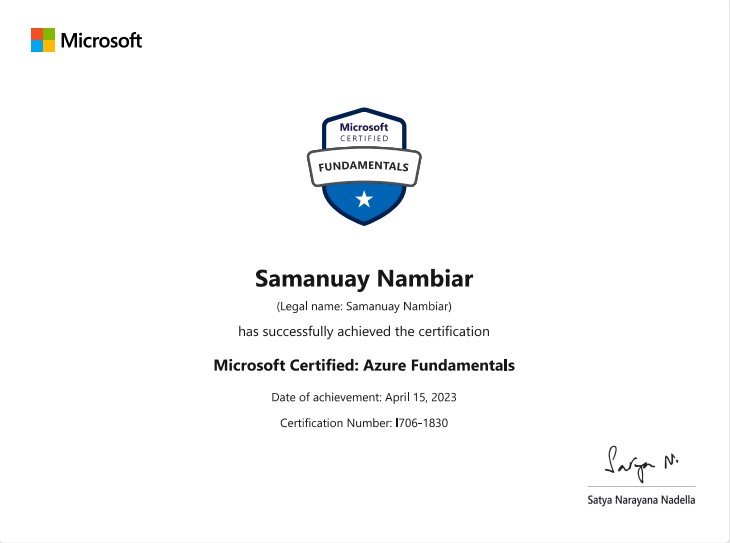 Microsoft
Microsoft
CERTIFIED
FUNDAMENTALS
Samanuay Nambiar
(Legal name: Samanuay Nambiar)
has successfully achieved the certification
Microsoft Certified: Azure Fundamentals
Date of achievement: April 15, 2023
Certification Number: I706-1830
Satya N.
Satya Narayana Nadella